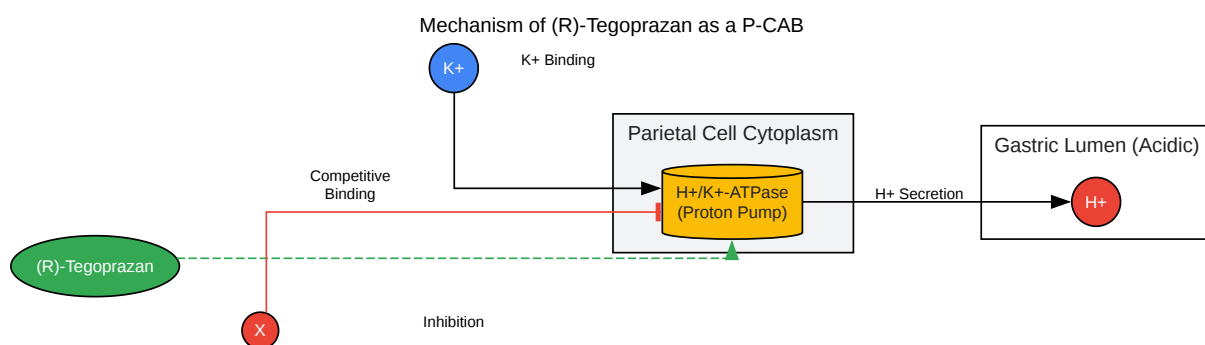 Mechanism of (R)-Tegoprazan as a P-CAB
K+
K+ Binding
Parietal Cell Cytoplasm
Gastric Lumen (Acidic)
Competitive
Binding
H+/K+-ATPase
(Proton Pump)
H+ Secretion
H+
(R)-Tegoprazan
X
Inhibition